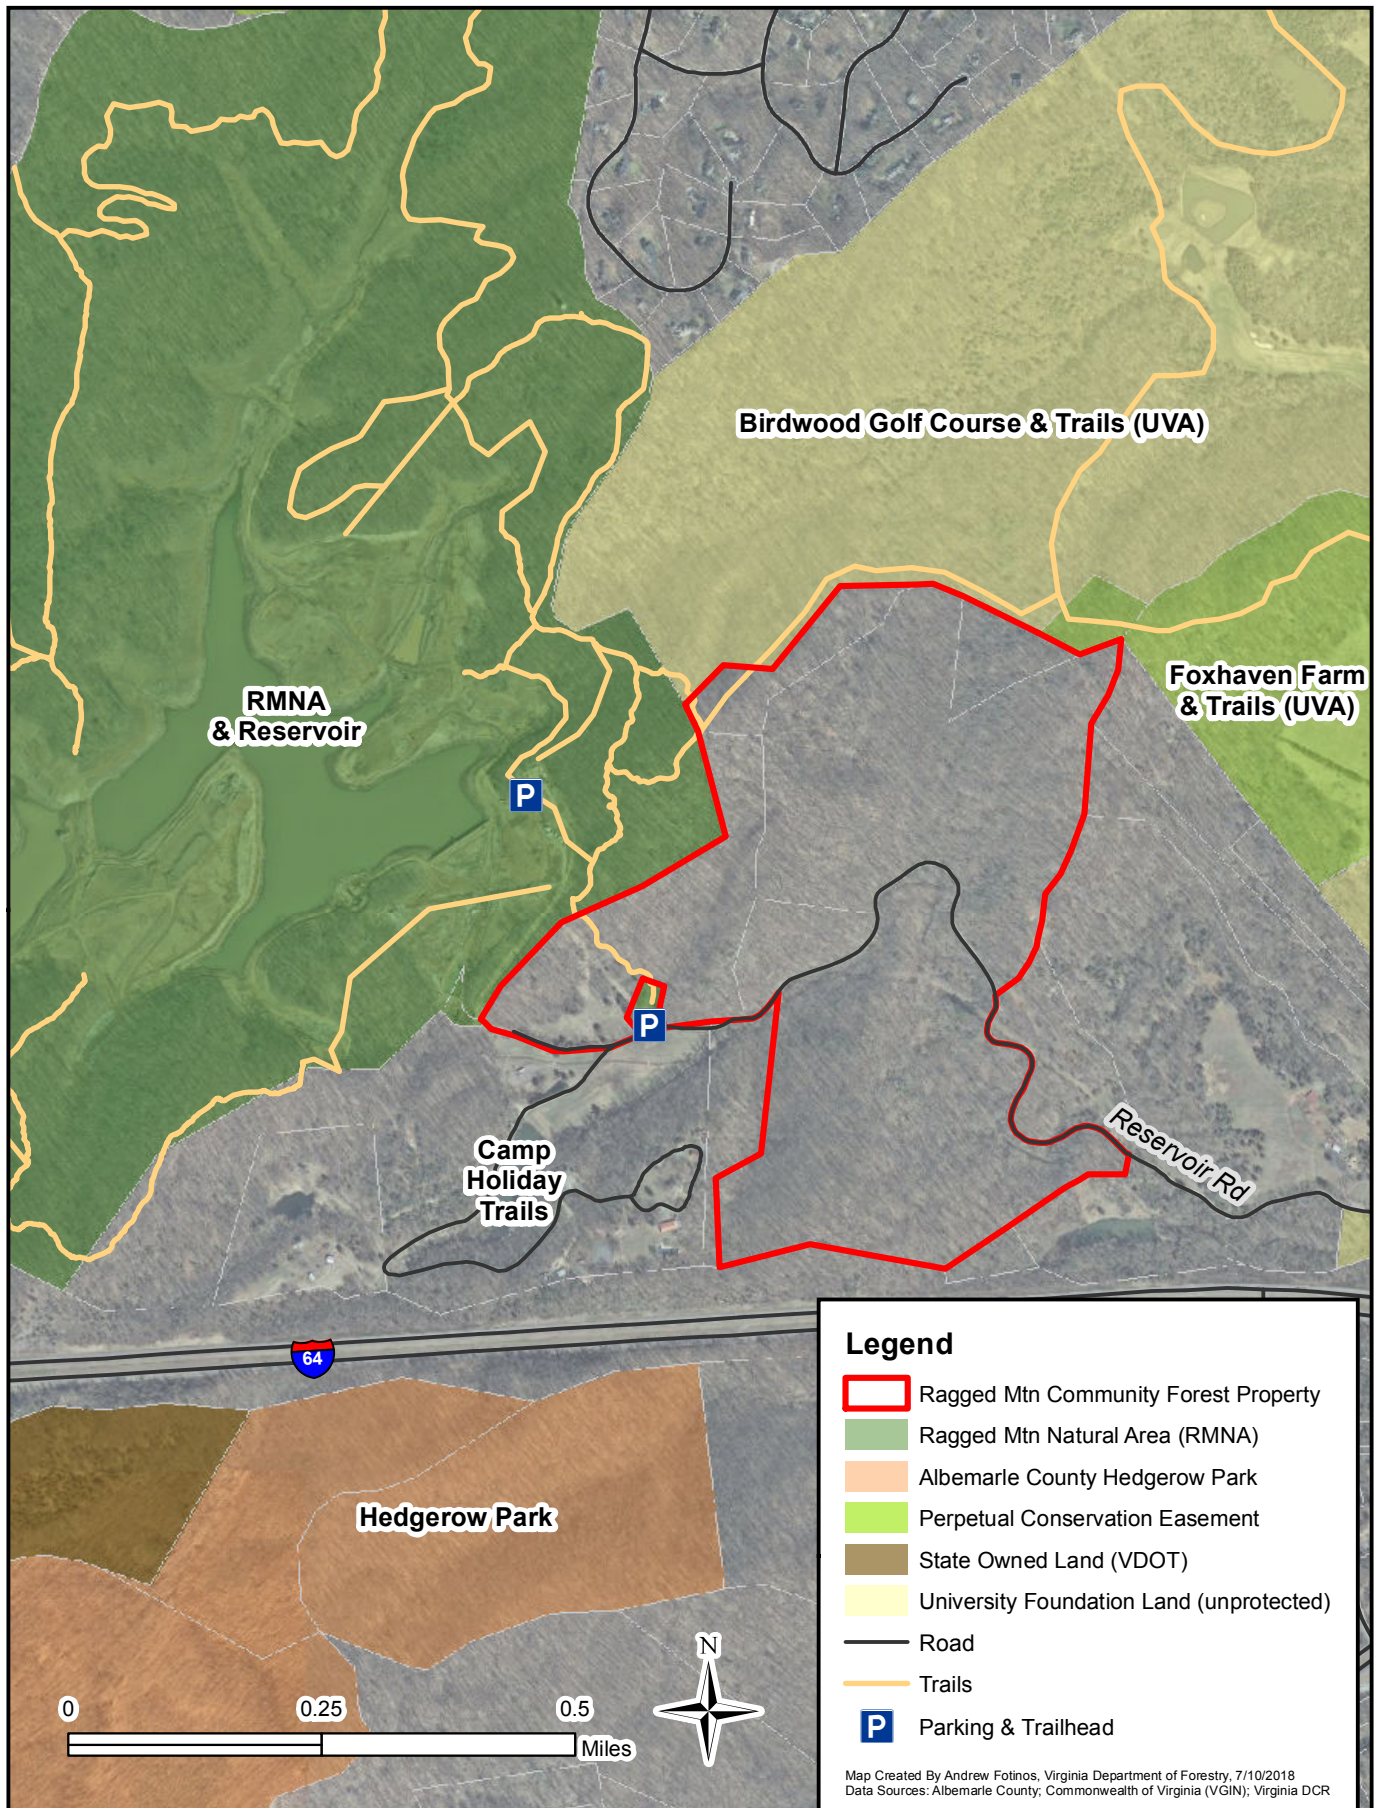 Birdwood Golf Course & Trails (UVA)
Foxhaven Farm
& Trails (UVA)
RMNA
& Reservoir
P
P
Reservoir Rd
Camp
Holiday
Trails
64
Hedgerow Park
N
0
0.25
0.5
Miles
Legend
Ragged Mtn Community Forest Property
Ragged Mtn Natural Area (RMNA)
Albemarle County Hedgerow Park
Perpetual Conservation Easement
State Owned Land (VDOT)
University Foundation Land (unprotected)
Road
Trails
P Parking & Trailhead
Map Created By Andrew Fotinos, Virginia Department of Forestry, 7/10/2018
Data Sources: Albemarle County; Commonwealth of Virginia (VGIN); Virginia DCR